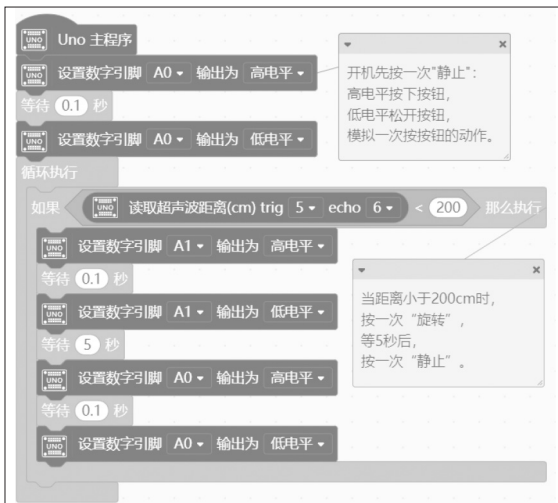 UNO Uno 主程序
UNO 设置数字引脚 A0 输出为 高电平
等待 0.1 秒
UNO 设置数字引脚 A0 输出为 低电平
开机先按一次"静止":
高电平按下按钮,
低电平松开按钮,
模拟一次按按钮的动作。
循环执行
如果 UNO 读取超声波距离(cm) trig 5 echo 6 < 200 那么执行
UNO 设置数字引脚 A1 输出为 高电平
等待 0.1 秒
UNO 设置数字引脚 A1 输出为 低电平
等待 5 秒
UNO 设置数字引脚 A0 输出为 高电平
等待 0.1 秒
UNO 设置数字引脚 A0 输出为 低电平
当距离小于200cm时,
按一次“旋转”,
等5秒后,
按一次“静止”。